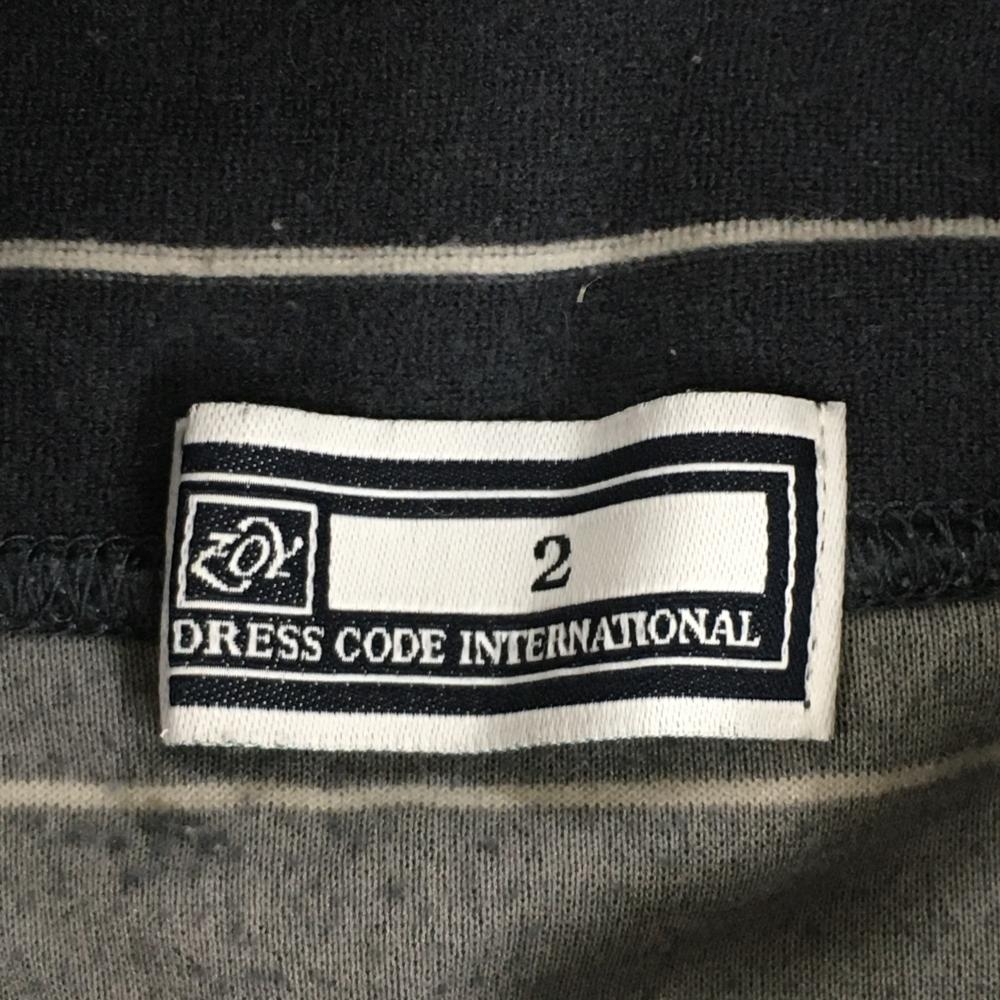 ZOY
2
DRESS CODE INTERNATIONAL